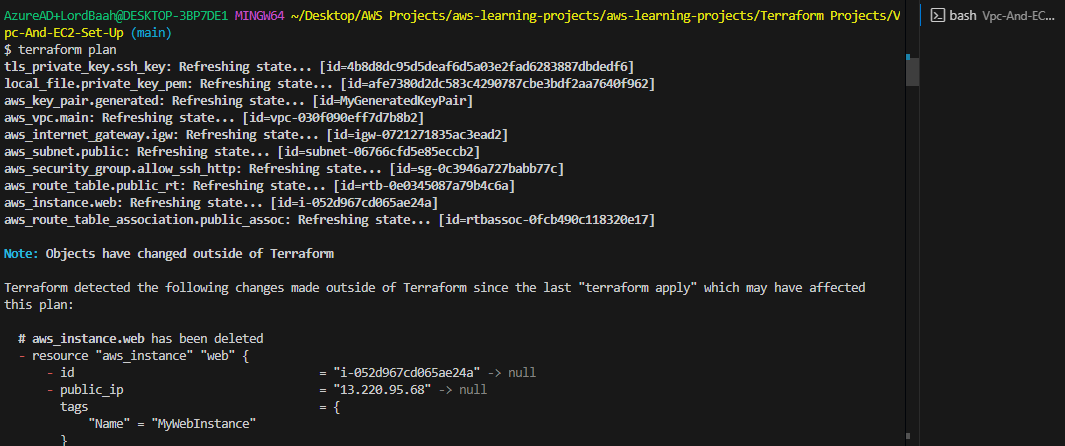 AzureAD+LordBaah@DESKTOP-3BP7DE1 MINGW64 ~/Desktop/AWS Projects/aws-learning-projects/aws-learning-projects/Terraform Projects/V
pc-And-EC2-Set-Up (main)
$ terraform plan
tls_private_key.ssh_key: Refreshing state... [id=4b8d8dc95d5deaf6d5a03e2fad6283887dbdedf6]
local_file.private_key_pem: Refreshing state... [id=afe7380d2dc583c4290787cbe3bdf2aa7640f962]
aws_key_pair.generated: Refreshing state... [id=MyGeneratedKeyPair]
aws_vpc.main: Refreshing state... [id=vpc-030f090eff7d7b8b2]
aws_internet_gateway.igw: Refreshing state... [id=igw-0721271835ac3ead2]
aws_subnet.public: Refreshing state... [id=subnet-06766cfd5e85eccb2]
aws_security_group.allow_ssh_http: Refreshing state... [id=sg-0c3946a727babb77c]
aws_route_table.public_rt: Refreshing state... [id=rtb-0e0345087a79b4c6a]
aws_instance.web: Refreshing state... [id=i-052d967cd065ae24a]
aws_route_table_association.public_assoc: Refreshing state... [id=rtbassoc-0fcb490c118320e17]
Note: Objects have changed outside of Terraform
Terraform detected the following changes made outside of Terraform since the last "terraform apply" which may have affected
this plan:
# aws_instance.web has been deleted
- resource "aws_instance" "web" {
- id = "i-052d967cd065ae24a" -> null
- public_ip = "13.220.95.68" -> null
tags = {
"Name" = "MyWebInstance"
}
bash Vpc-And-EC...